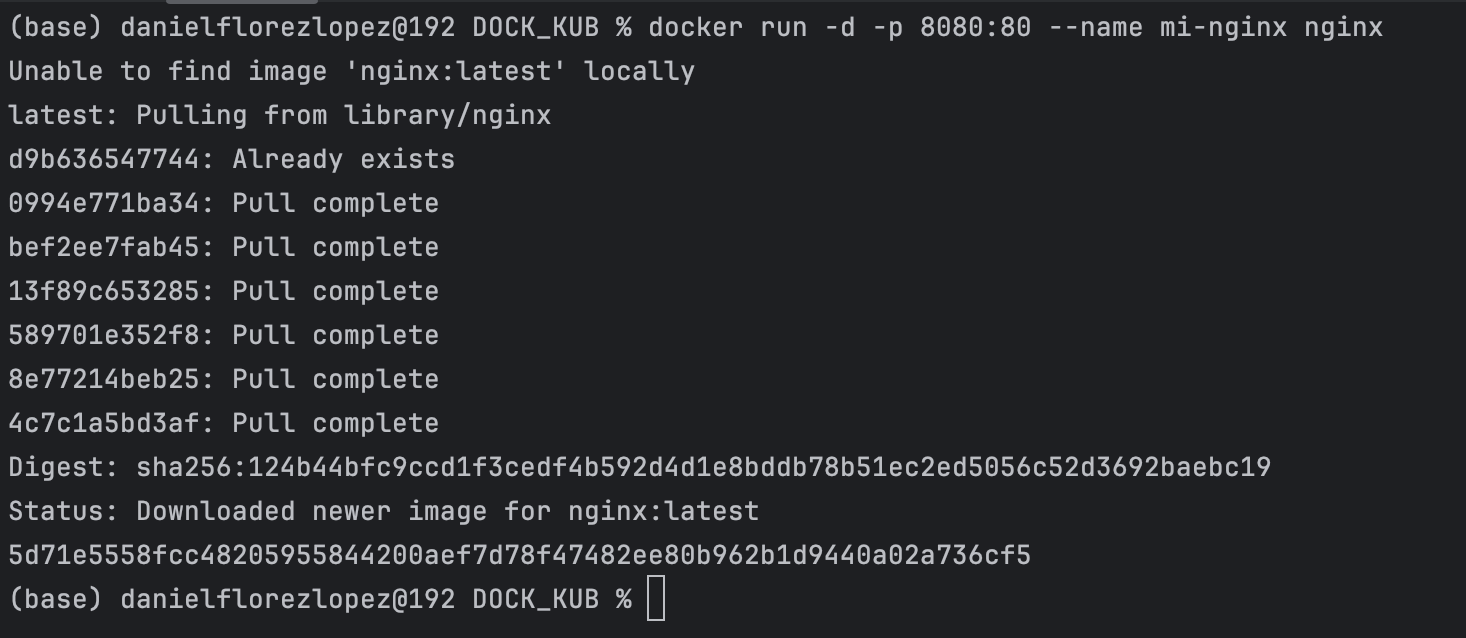 (base) danielflorezlopez@192 DOCK_KUB % docker run -d -p 8080:80 --name mi-nginx nginx
Unable to find image 'nginx:latest' locally
latest: Pulling from library/nginx
d9b636547744: Already exists
0994e771ba34: Pull complete
bef2ee7fab45: Pull complete
13f89c653285: Pull complete
589701e352f8: Pull complete
8e77214beb25: Pull complete
4c7c1a5bd3af: Pull complete
Digest: sha256:124b44bfc9ccd1f3cedf4b592d4d1e8bddb78b51ec2ed5056c52d3692baebc19
Status: Downloaded newer image for nginx:latest
5d71e5558fcc48205955844200aef7d78f47482ee80b962b1d9440a02a736cf5
(base) danielflorezlopez@192 DOCK_KUB %